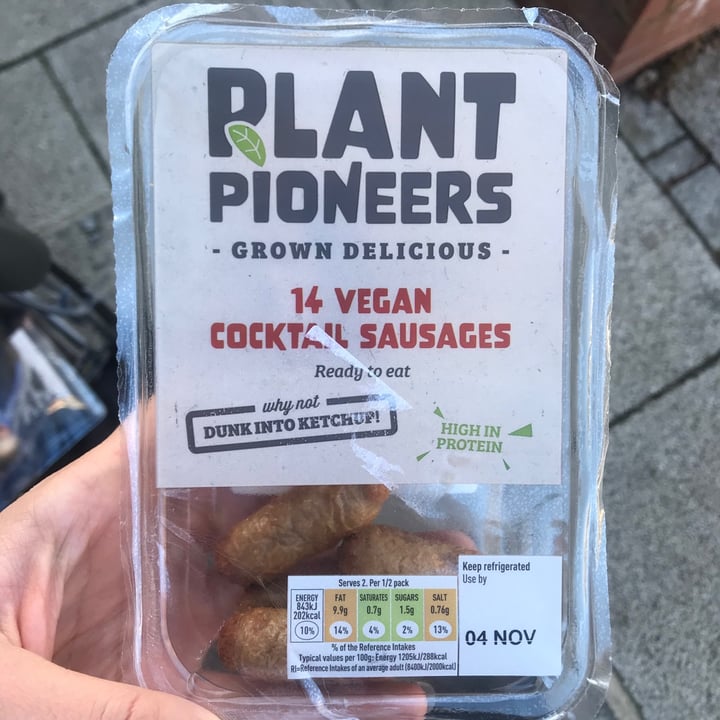 PLANT
PIONEERS
- GROWN DELICIOUS -
14 VEGAN
COCKTAIL SAUSAGES
Ready to eat
why not
DUNK INTO KETCHUP!
HIGH IN
PROTEIN
Serves 2. Per 1/2 pack
ENERGY
843kJ
202kcal
10%
FAT
9.9g
14%
SATURATES
0.7g
4%
SUGARS
1.5g
2%
SALT
0.76g
13%
% of the Reference Intakes
Typical values per 100g: Energy 1205kJ/288kcal
RI=Reference Intakes of an average adult (8400kJ/2000kcal)
Keep refrigerated
Use by
04 NOV